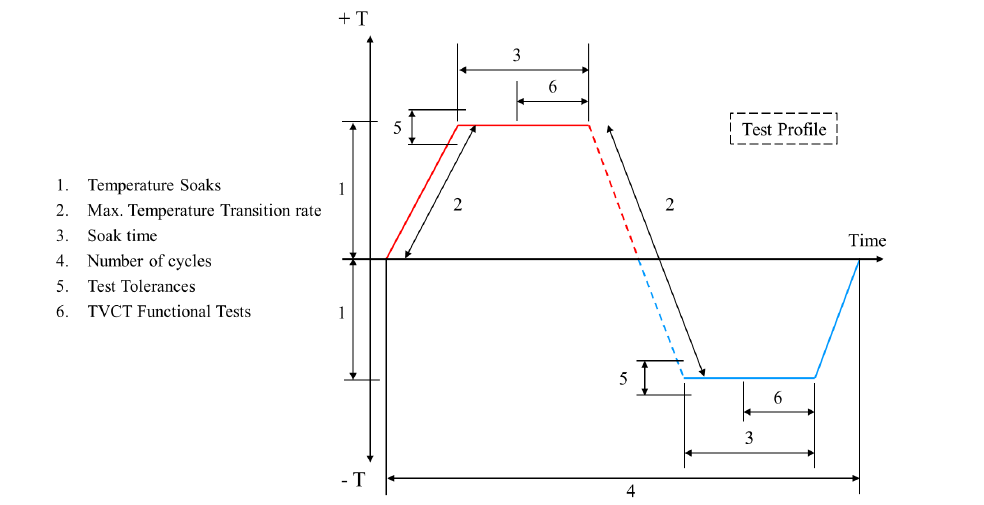 + T
3
6
5
Test Profile
1. Temperature Soaks
2. Max. Temperature Transition rate
3. Soak time
4. Number of cycles
5. Test Tolerances
6. TVCT Functional Tests
1
2
2
Time
1
5
6
3
- T
4